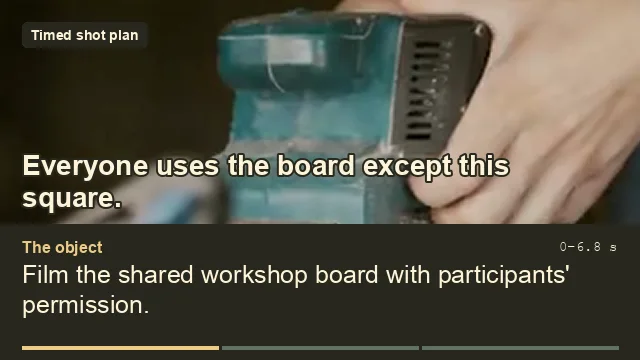 Timed shot plan
Everyone uses the board except this
square.
The object
0–6.8 s
Film the shared workshop board with participants'
permission.